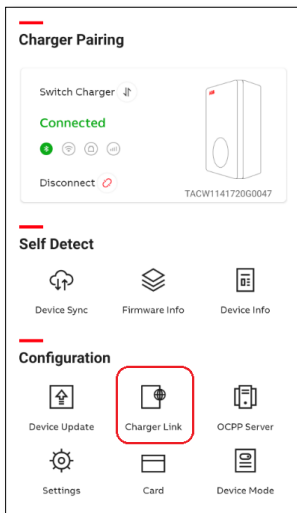 Charger Pairing
Switch Charger
Connected
Disconnect
TACW1141720G0047
Self Detect
Device Sync Firmware Info Device Info
Configuration
Device Update Charger Link OCPP Server
Settings Card Device Mode